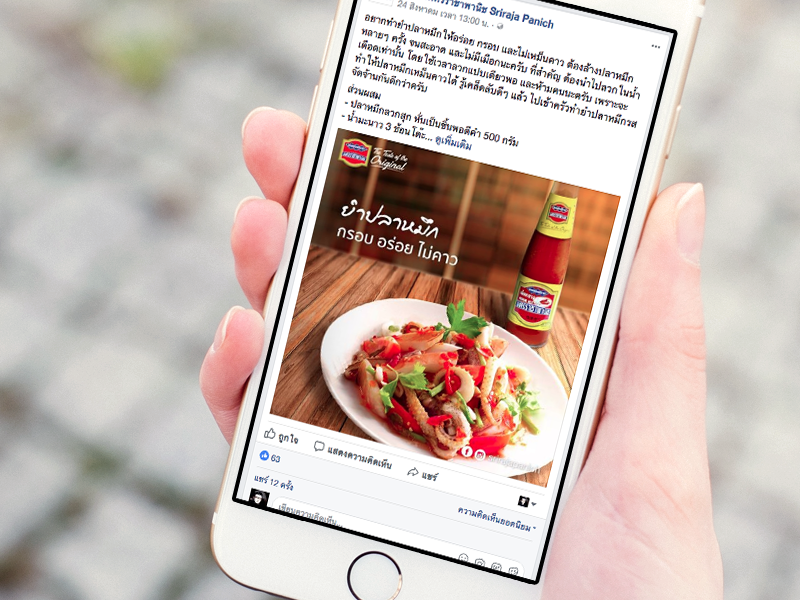 ศรีราชาพานิช Sriraja Panich
24 สิงหาคม เวลา 13:00 น.
อยากทำยำปลาหมึกให้อร่อย กรอบ และไม่เหม็นคาว ต้องล้างปลาหมึก
หลายๆ ครั้ง จนสะอาด และไม่มีเมือกนะครับ ที่สำคัญ ต้องนำไปลวกในน้ำ
เดือดเท่านั้น โดยใช้เวลาลวกแบบเดี๋ยวพอ และห้ามคนนะครับ เพราะจะ
ทำให้ปลาหมึกเหม็นคาวได้ รู้เคล็ดลับดีๆ แล้ว ไปเข้าครัวทำยำปลาหมึกรส
จัดจ้านกันดีกว่าครับ
ส่วนผสม
- ปลาหมึกลวกสุก หั่นเป็นชิ้นพอดีคำ 500 กรัม
- น้ำมะนาว 3 ช้อนโต๊ะ... ดูเพิ่มเติม
The Taste of the
Original
ยำปลาหมึก
กรอบ อร่อย ไม่คาว
ถูกใจ
แสดงความคิดเห็น
แชร์
63
แชร์ 12 ครั้ง
ความคิดเห็นยอดนิยม
เขียนความคิดเห็น...